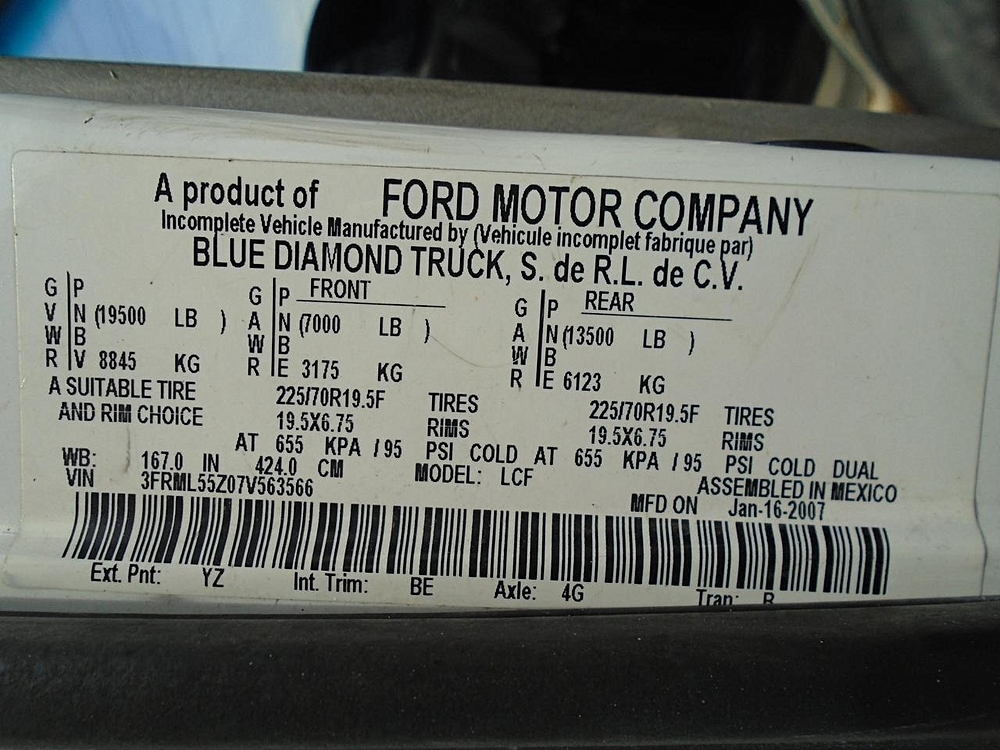 A product of FORD MOTOR COMPANY
Incomplete Vehicle Manufactured by (Vehicule incomplet fabrique par)
BLUE DIAMOND TRUCK, S. de R.L. de C.V.
G P G P FRONT G P REAR
V N (19500 LB ) A N (7000 LB ) A N (13500 LB )
W B W B W B
R V 8845 KG R E 3175 KG R E 6123 KG
A SUITABLE TIRE 225/70R19.5F TIRES 225/70R19.5F TIRES
AND RIM CHOICE 19.5X6.75 RIMS 19.5X6.75 RIMS
AT 655 KPA / 95 PSI COLD AT 655 KPA / 95 PSI COLD DUAL
WB: 167.0 IN 424.0 CM MODEL: LCF ASSEMBLED IN MEXICO
VIN 3FRML55Z07V563566 MFD ON Jan-16-2007
Ext. Pnt: YZ Int. Trim: BE Axle: 4G Tran: R